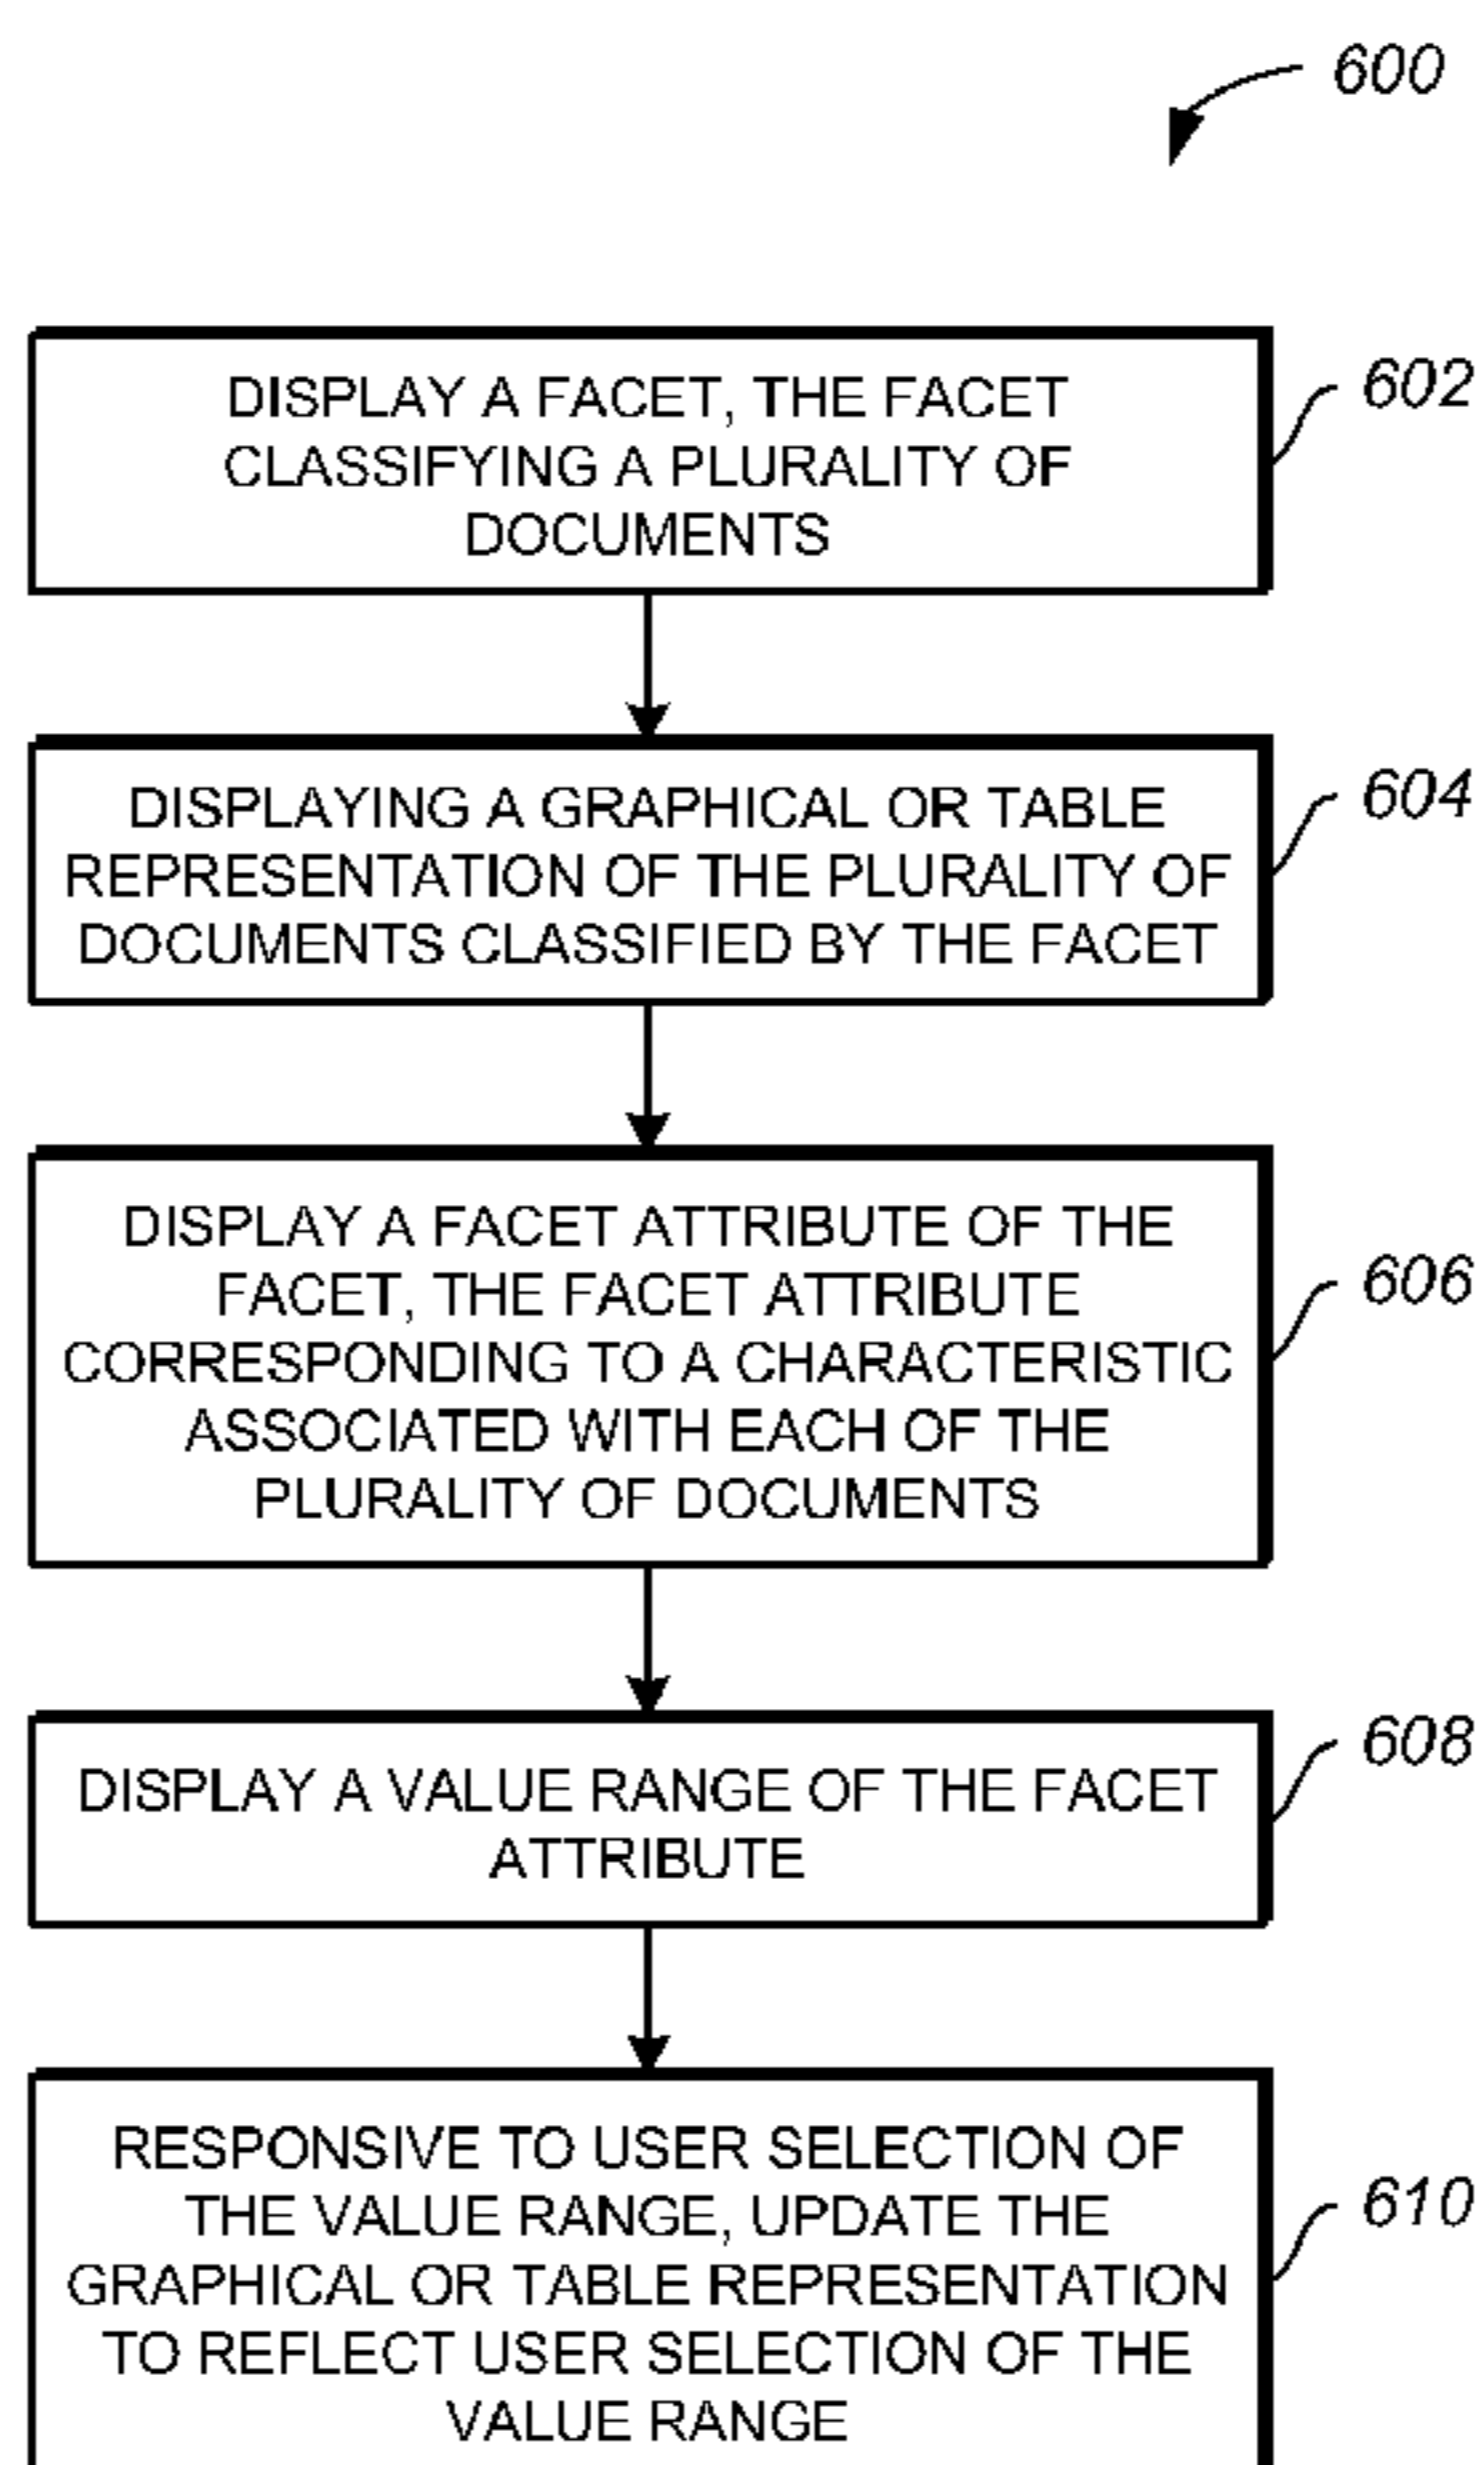 600
DISPLAY A FACET, THE FACET
CLASSIFYING A PLURALITY OF
DOCUMENTS
602
DISPLAYING A GRAPHICAL OR TABLE
REPRESENTATION OF THE PLURALITY OF
DOCUMENTS CLASSIFIED BY THE FACET
604
DISPLAY A FACET ATTRIBUTE OF THE
FACET, THE FACET ATTRIBUTE
CORRESPONDING TO A CHARACTERISTIC
ASSOCIATED WITH EACH OF THE
PLURALITY OF DOCUMENTS
606
DISPLAY A VALUE RANGE OF THE FACET
ATTRIBUTE
608
RESPONSIVE TO USER SELECTION OF
THE VALUE RANGE, UPDATE THE
GRAPHICAL OR TABLE REPRESENTATION
TO REFLECT USER SELECTION OF THE
VALUE RANGE
610